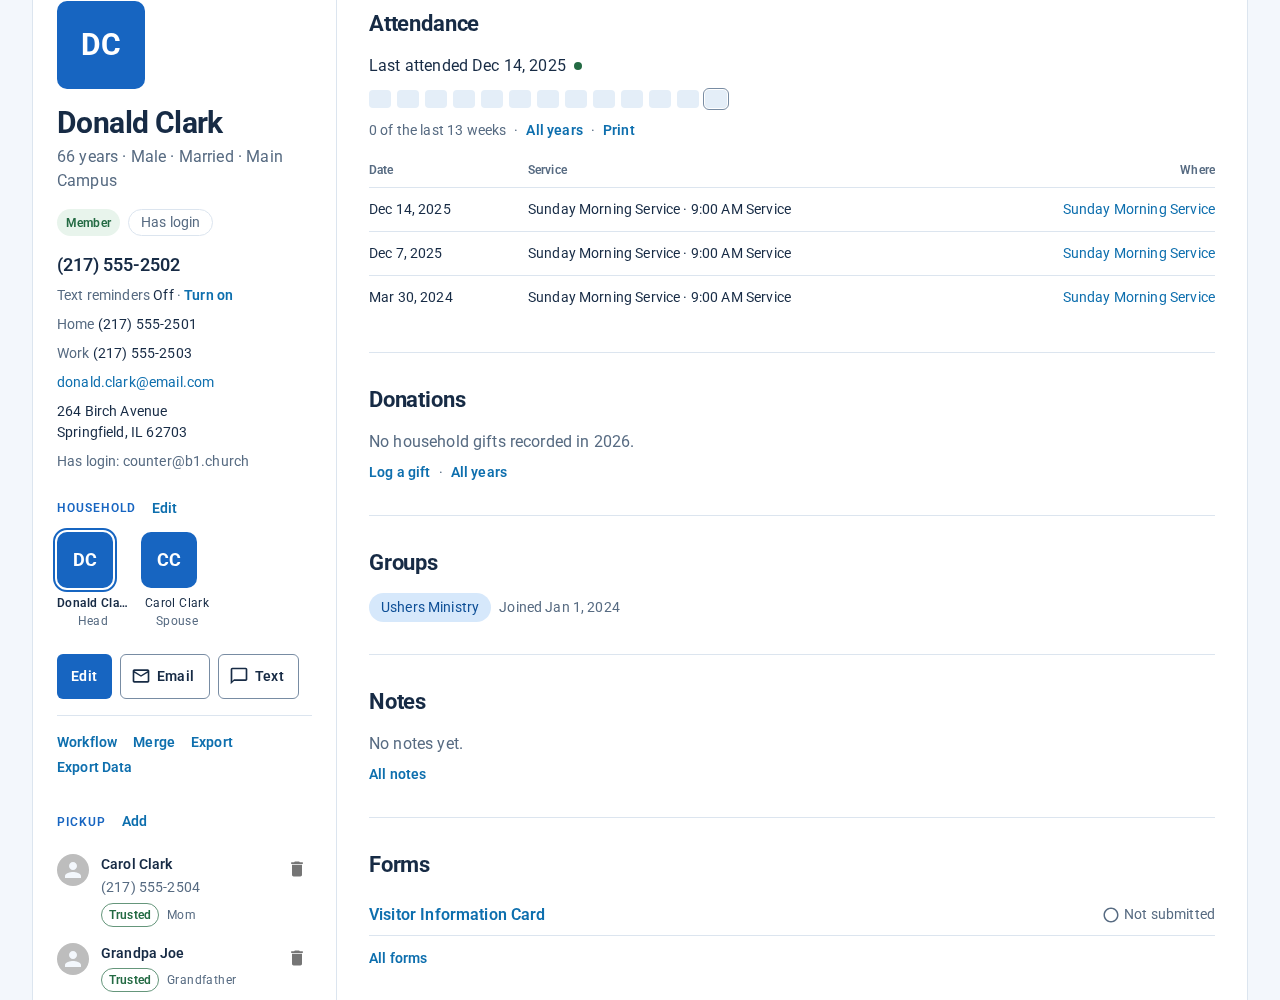 DC
Donald Clark
66 years · Male · Married · Main
Campus
Member
Has login
(217) 555-2502
Text reminders Off · Turn on
Home (217) 555-2501
Work (217) 555-2503
donald.clark@email.com
264 Birch Avenue
Springfield, IL 62703
Has login: counter@b1.church
HOUSEHOLD Edit
DC CC
Donald Cla… Carol Clark
Head Spouse
Edit Email Text
Workflow Merge Export
Export Data
PICKUP Add
Carol Clark
(217) 555-2504
Trusted Mom
Grandpa Joe
Trusted Grandfather
Attendance
Last attended Dec 14, 2025
0 of the last 13 weeks · All years · Print
Date Service Where
Dec 14, 2025 Sunday Morning Service · 9:00 AM Service Sunday Morning Service
Dec 7, 2025 Sunday Morning Service · 9:00 AM Service Sunday Morning Service
Mar 30, 2024 Sunday Morning Service · 9:00 AM Service Sunday Morning Service
Donations
No household gifts recorded in 2026.
Log a gift · All years
Groups
Ushers Ministry Joined Jan 1, 2024
Notes
No notes yet.
All notes
Forms
Visitor Information Card Not submitted
All forms